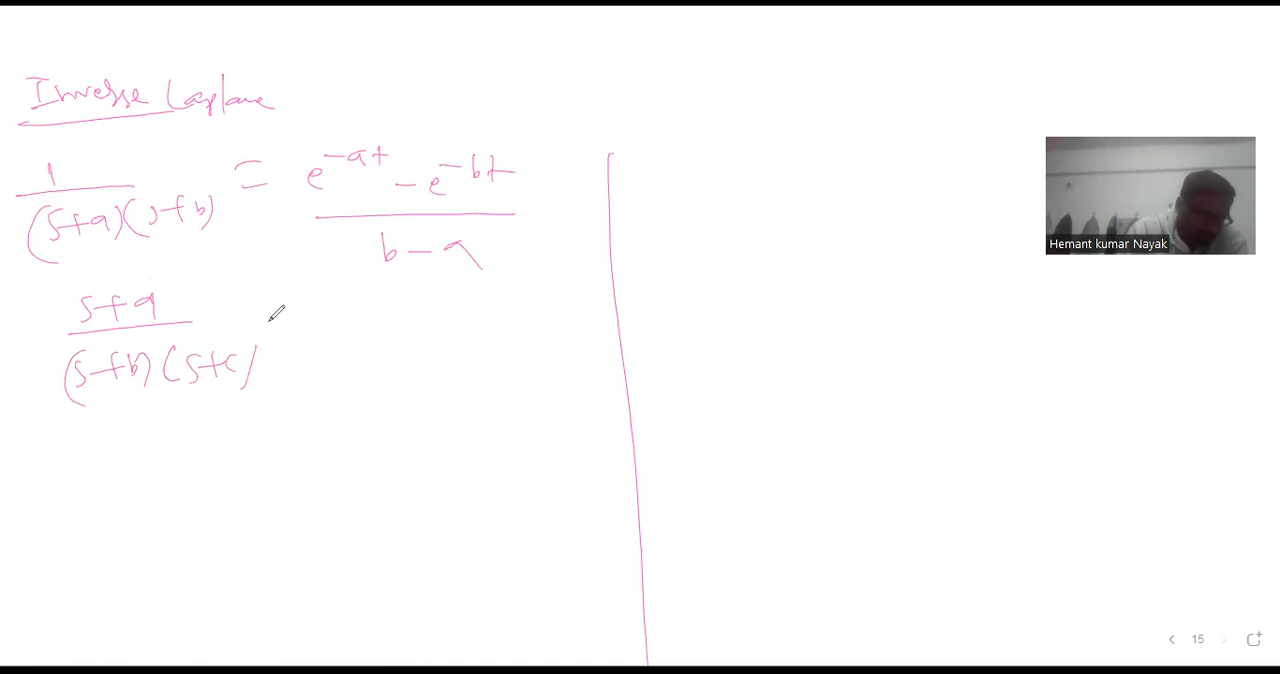 Inverse Laplace
1/((s+a)(s+b)) = (e^{-at} - e^{-bt})/(b-a)
(s+a)/((s+b)(s+c))
Hemant kumar Nayak
15